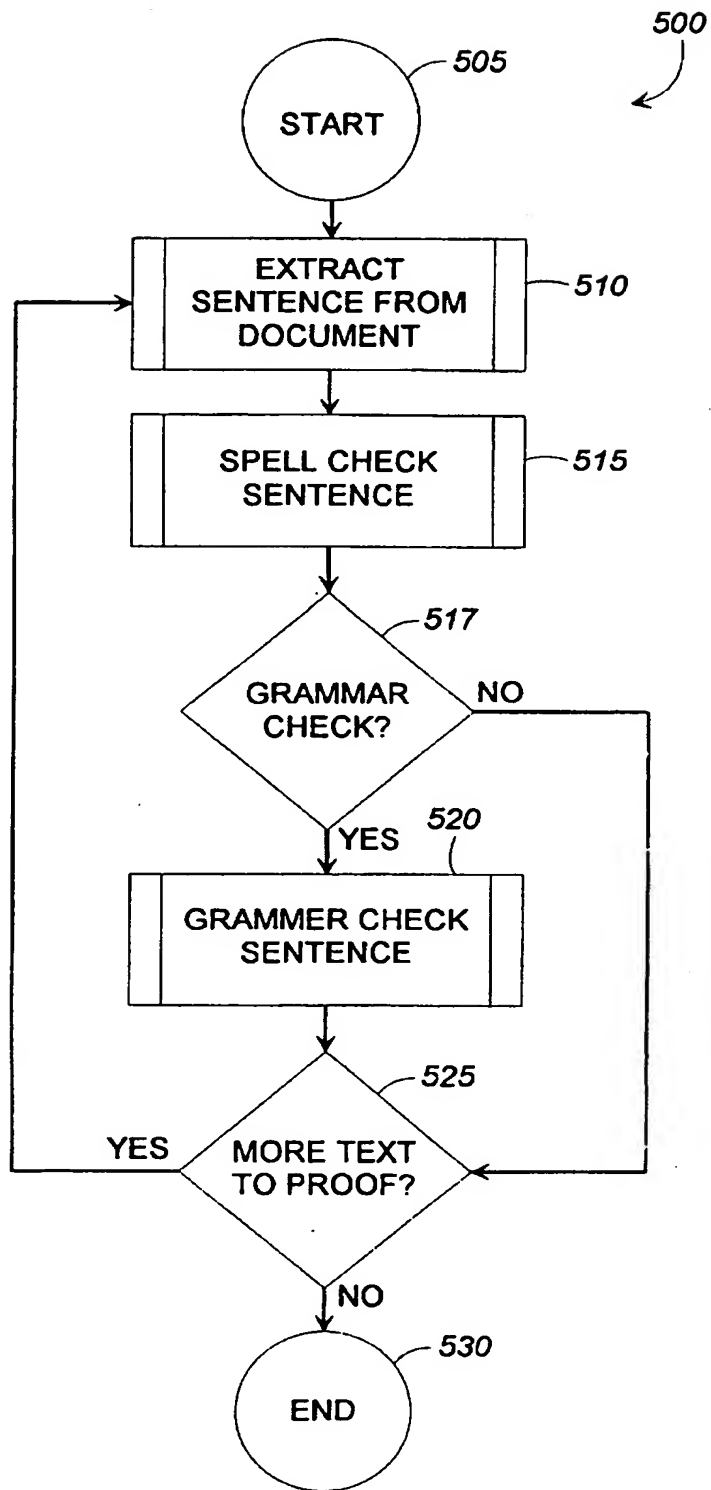 500
505
START
EXTRACT
SENTENCE FROM
DOCUMENT
510
SPELL CHECK
SENTENCE
515
517
GRAMMAR
CHECK?
NO
YES
520
GRAMMER CHECK
SENTENCE
525
YES
MORE TEXT
TO PROOF?
NO
530
END